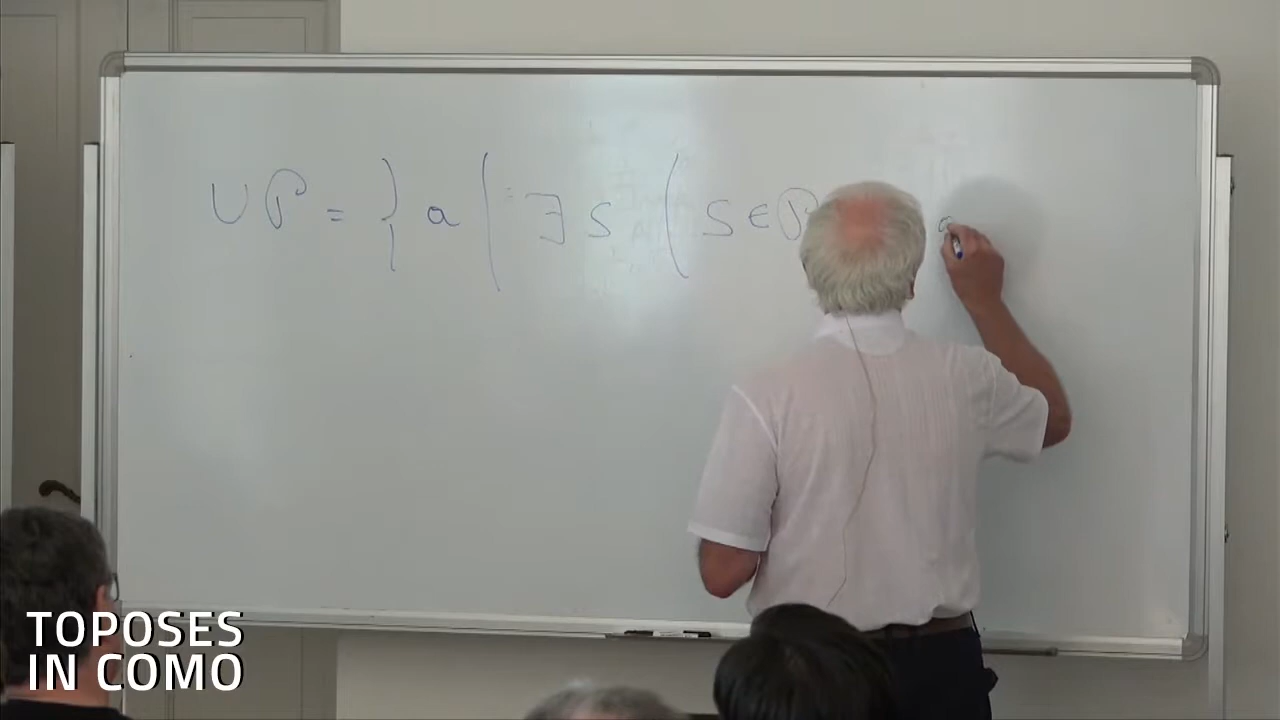 ∪P = } a | ∃ S ( S ∈ P
TOPOSES
IN COMO